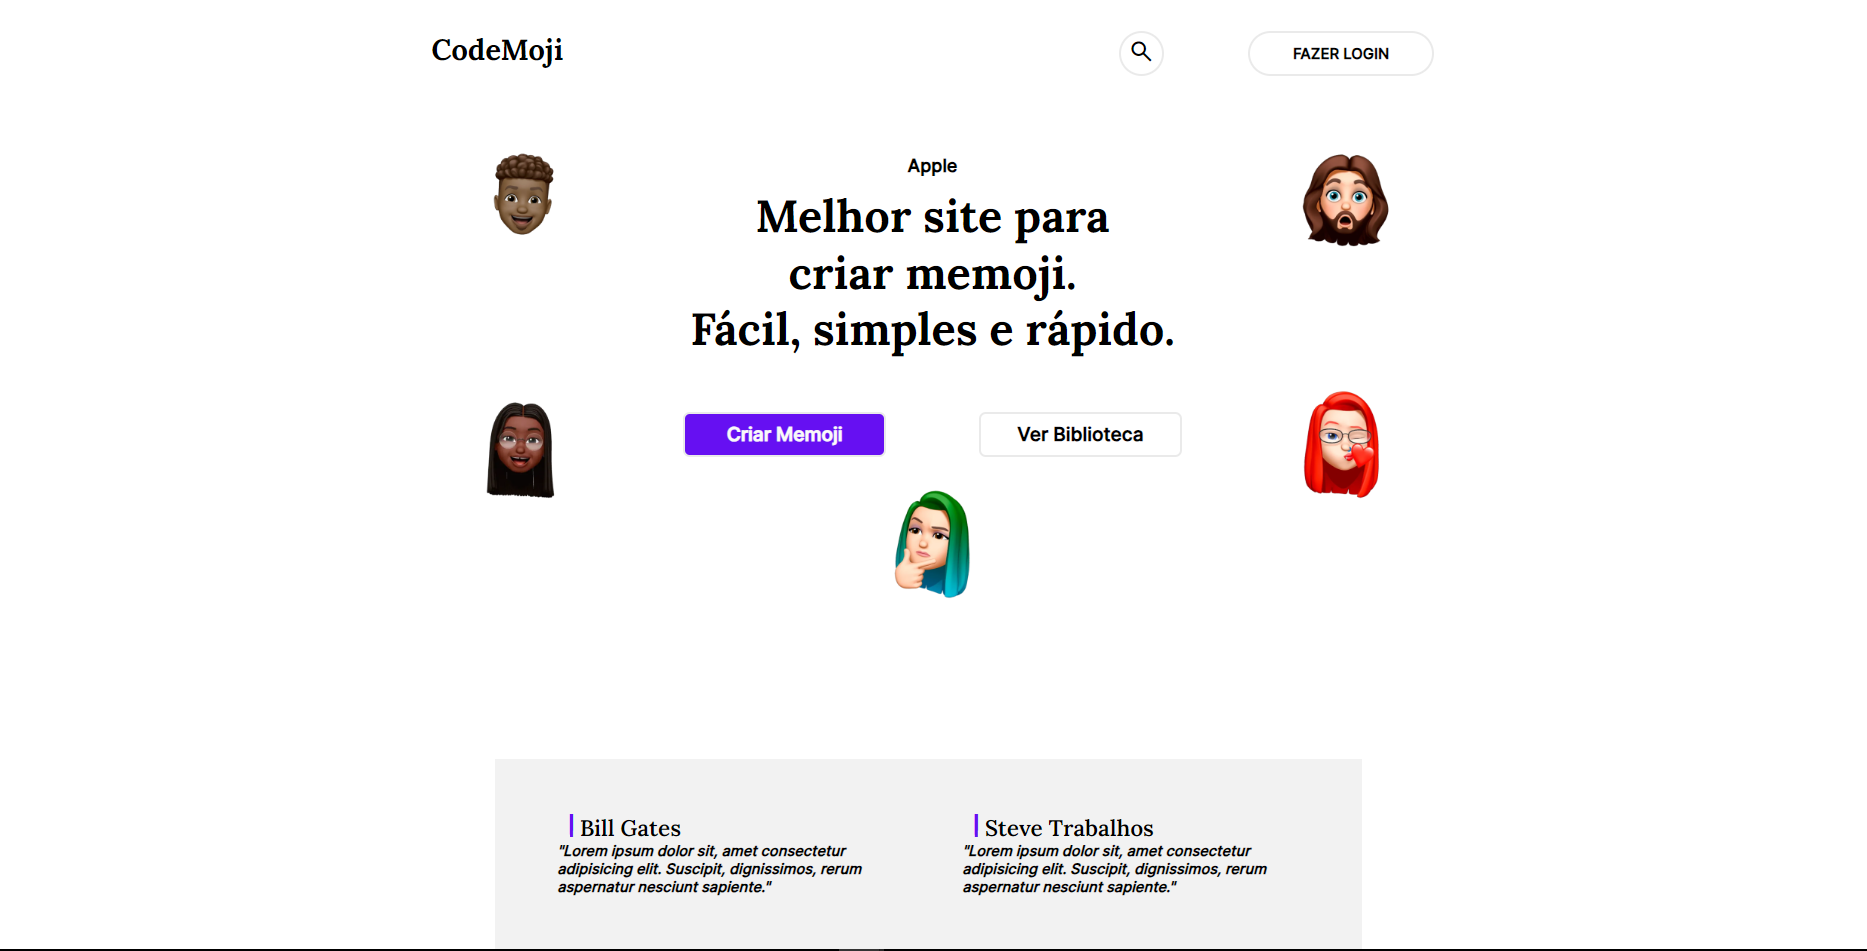 CodeMoji
FAZER LOGIN
Apple
Melhor site para
criar memoji.
Fácil, simples e rápido.
Criar Memoji
Ver Biblioteca
Bill Gates
"Lorem ipsum dolor sit, amet consectetur
adipisicing elit. Suscipit, dignissimos, rerum
aspernatur nesciunt sapiente."
Steve Trabalhos
"Lorem ipsum dolor sit, amet consectetur
adipisicing elit. Suscipit, dignissimos, rerum
aspernatur nesciunt sapiente."